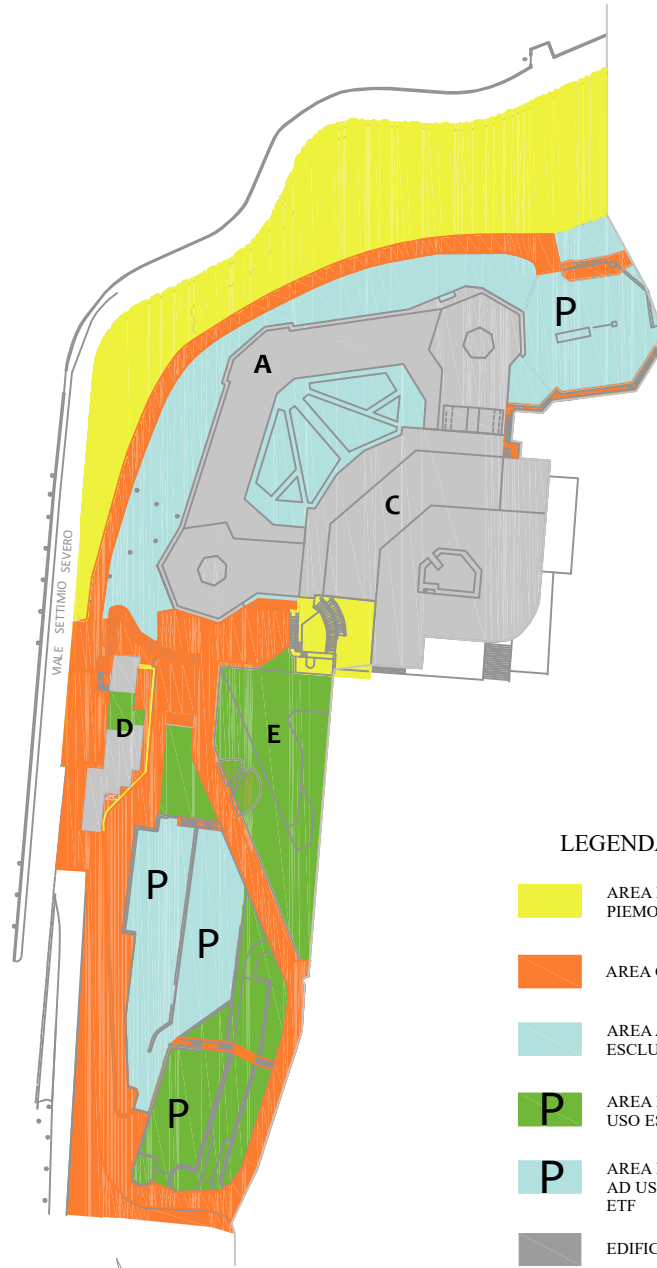 P
A
C
VIALE SETTIMIO SEVERO
D
E
P
P
P
LEGENDA
AREA
PIEMO
AREA
AREA
ESCLU
P
AREA
USO ES
P
AREA
AD US
ETF
EDIFIC